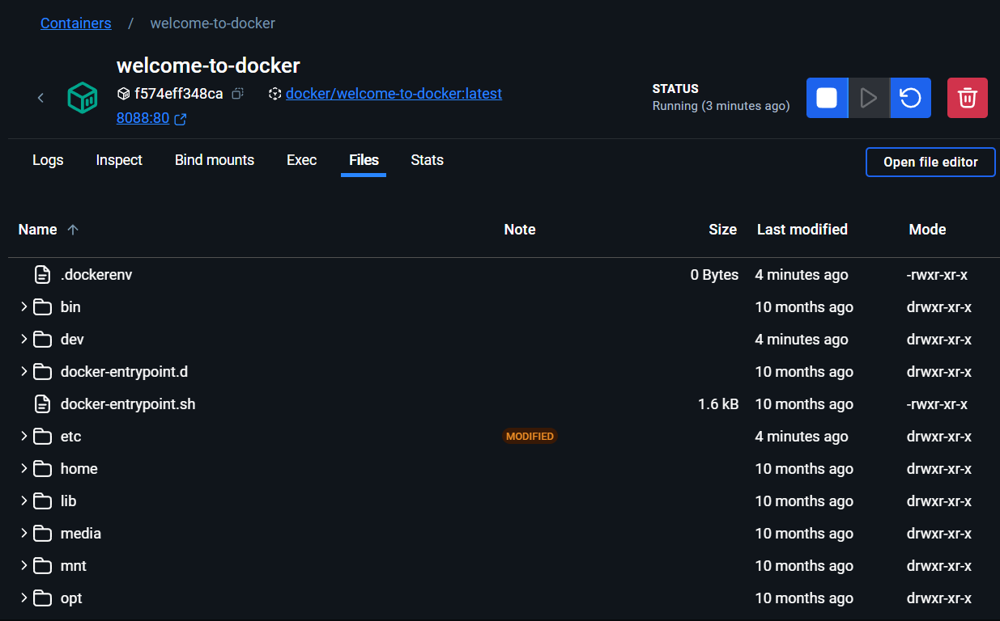 Containers / welcome-to-docker
welcome-to-docker
f574eff348ca docker/welcome-to-docker:latest
8088:80
STATUS
Running (3 minutes ago)
Logs Inspect Bind mounts Exec Files Stats Open file editor
Name Note Size Last modified Mode
.dockerenv 0 Bytes 4 minutes ago -rwxr-xr-x
bin 10 months ago drwxr-xr-x
dev 4 minutes ago drwxr-xr-x
docker-entrypoint.d 10 months ago drwxr-xr-x
docker-entrypoint.sh 1.6 kB 10 months ago -rwxr-xr-x
etc MODIFIED 4 minutes ago drwxr-xr-x
home 10 months ago drwxr-xr-x
lib 10 months ago drwxr-xr-x
media 10 months ago drwxr-xr-x
mnt 10 months ago drwxr-xr-x
opt 10 months ago drwxr-xr-x